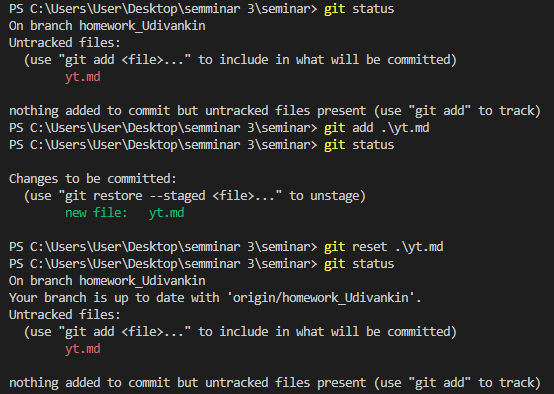 PS C:\Users\User\Desktop\semminar 3\seminar> git status
On branch homework_Udivankin
Untracked files:
  (use "git add <file>..." to include in what will be committed)
        yt.md

nothing added to commit but untracked files present (use "git add" to track)
PS C:\Users\User\Desktop\semminar 3\seminar> git add .\yt.md
PS C:\Users\User\Desktop\semminar 3\seminar> git status

Changes to be committed:
  (use "git restore --staged <file>..." to unstage)
        new file:   yt.md

PS C:\Users\User\Desktop\semminar 3\seminar> git reset .\yt.md
PS C:\Users\User\Desktop\semminar 3\seminar> git status
On branch homework_Udivankin
Your branch is up to date with 'origin/homework_Udivankin'.
Untracked files:
  (use "git add <file>..." to include in what will be committed)
        yt.md

nothing added to commit but untracked files present (use "git add" to track)